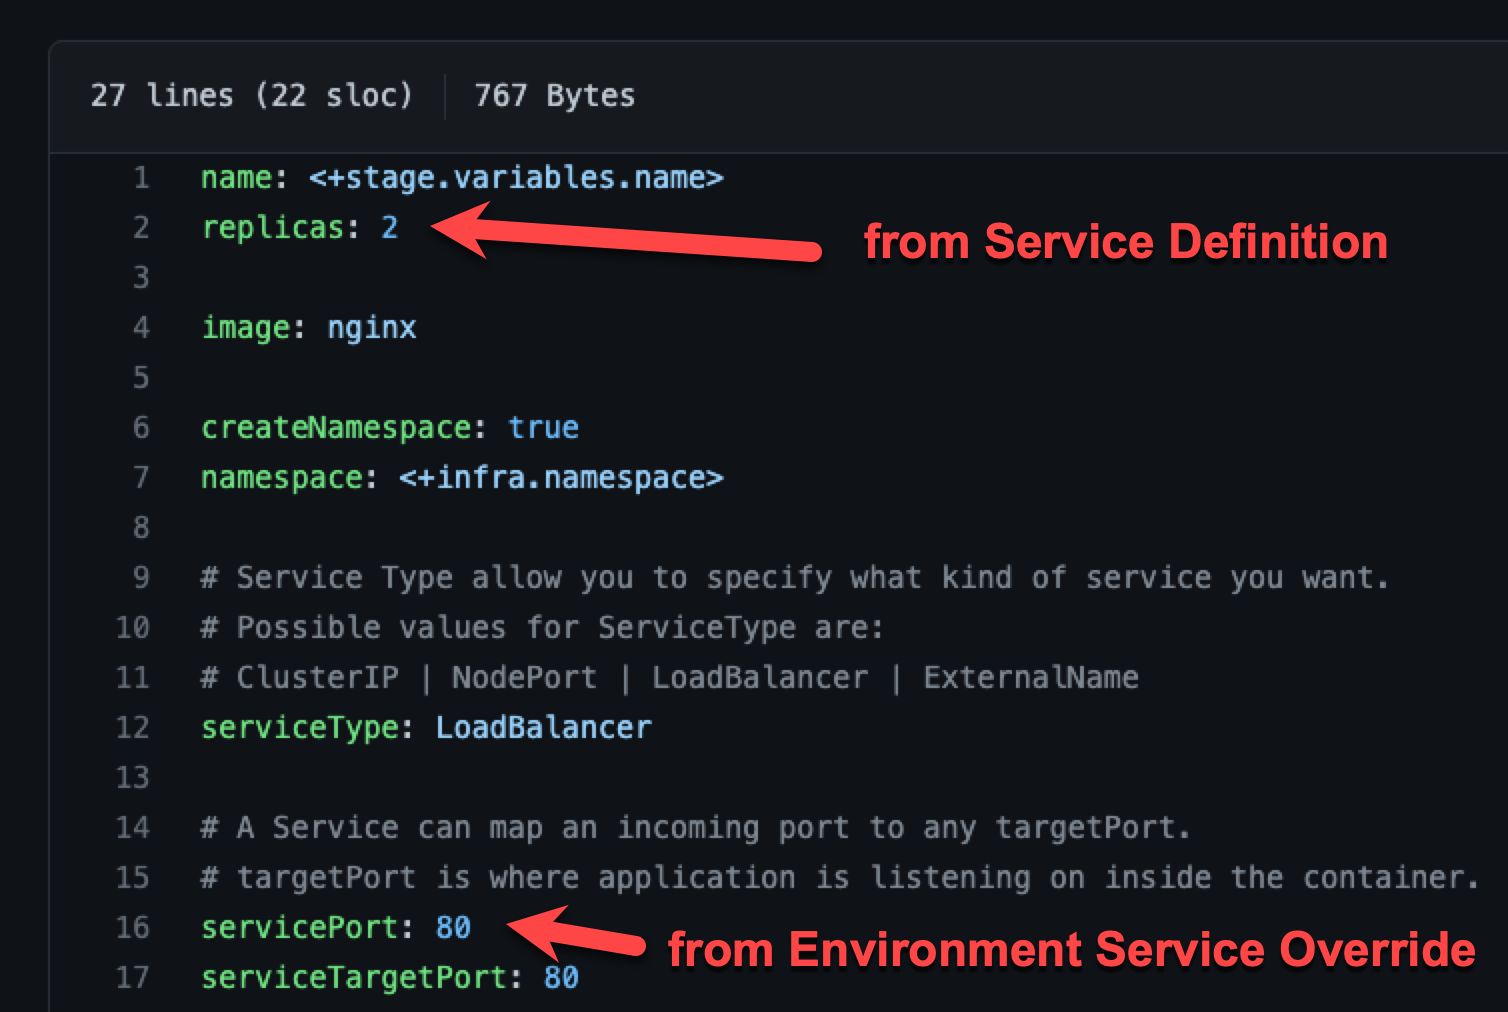 27 lines (22 sloc) 767 Bytes
1 name: <+stage.variables.name>
2 replicas: 2
from Service Definition
3
4 image: nginx
5
6 createNamespace: true
7 namespace: <+infra.namespace>
8
9 # Service Type allow you to specify what kind of service you want.
10 # Possible values for ServiceType are:
11 # ClusterIP | NodePort | LoadBalancer | ExternalName
12 serviceType: LoadBalancer
13
14 # A Service can map an incoming port to any targetPort.
15 # targetPort is where application is listening on inside the container.
16 servicePort: 80
from Environment Service Override
17 serviceTargetPort: 80